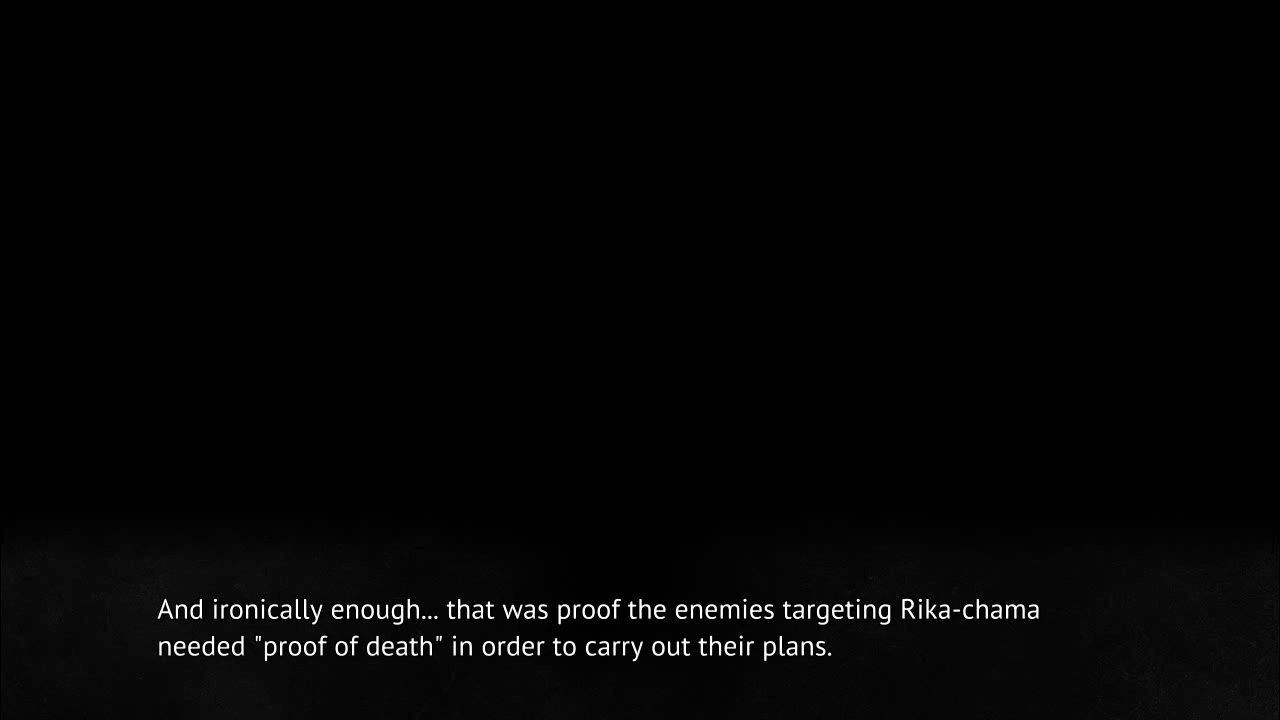 And ironically enough... that was proof the enemies targeting Rika-chama
needed "proof of death" in order to carry out their plans.